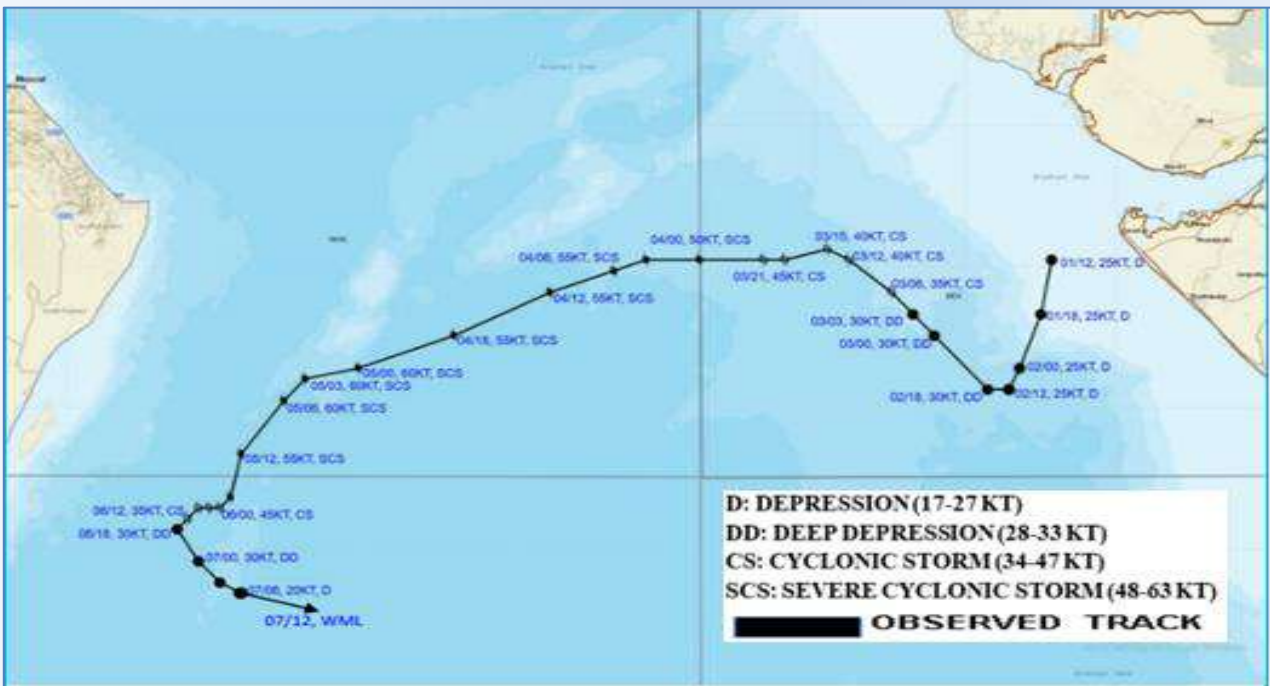 Muscat
03/15, 40KT, CS
04/00, 50KT, SCS
03/12, 40KT, CS
04/06, 55KT, SCS
03/21, 45KT, CS
01/12, 25KT, D
04/12, 55KT, SCS
03/06, 35KT, CS
03/03, 30KT, DD
01/18, 25KT, D
04/18, 55KT, SCS
03/00, 30KT, DD
05/00, 60KT, SCS
02/00, 25KT, D
05/03, 60KT, SCS
02/18, 30KT, DD
02/12, 25KT, D
05/06, 60KT, SCS
05/12, 55KT, SCS
06/12, 35KT, CS
06/00, 45KT, CS
06/18, 30KT, DD
07/00, 30KT, DD
07/06, 20KT, D
07/12, WML
D: DEPRESSION (17-27 KT)
DD: DEEP DEPRESSION (28-33 KT)
CS: CYCLONIC STORM (34-47 KT)
SCS: SEVERE CYCLONIC STORM (48-63 KT)
OBSERVED TRACK